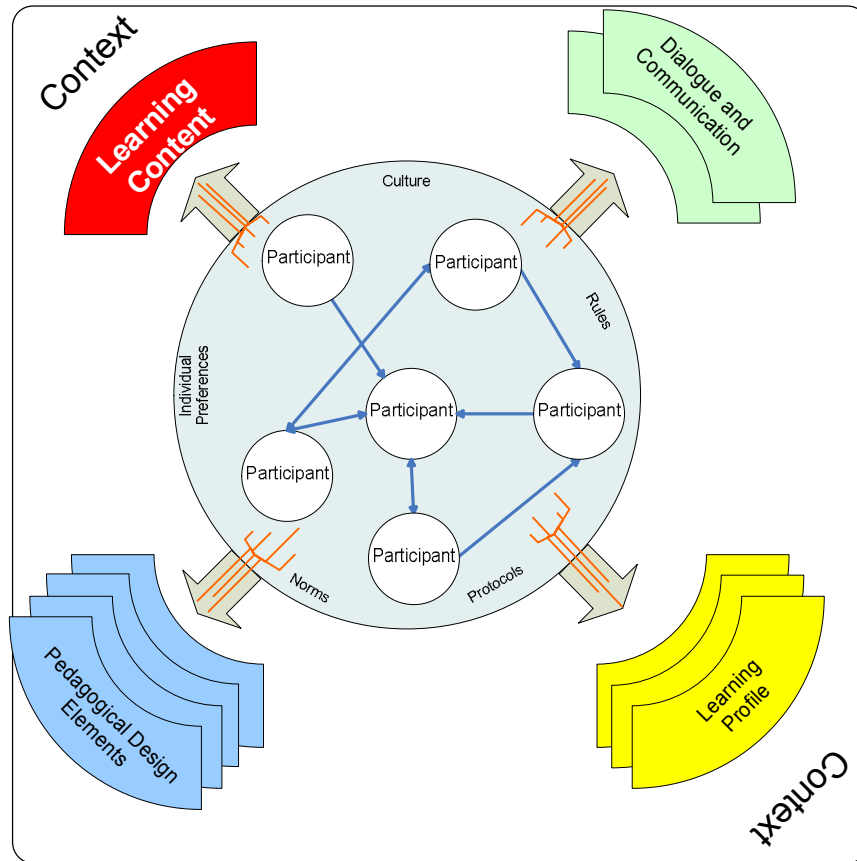 Context
Learning
Content
Dialogue and
Communication
Culture
Participant
Participant
Rules
Individual
Preferences
Participant
Participant
Participant
Participant
Norms
Protocols
Pedagogical Design
Elements
Learning
Profile
Context